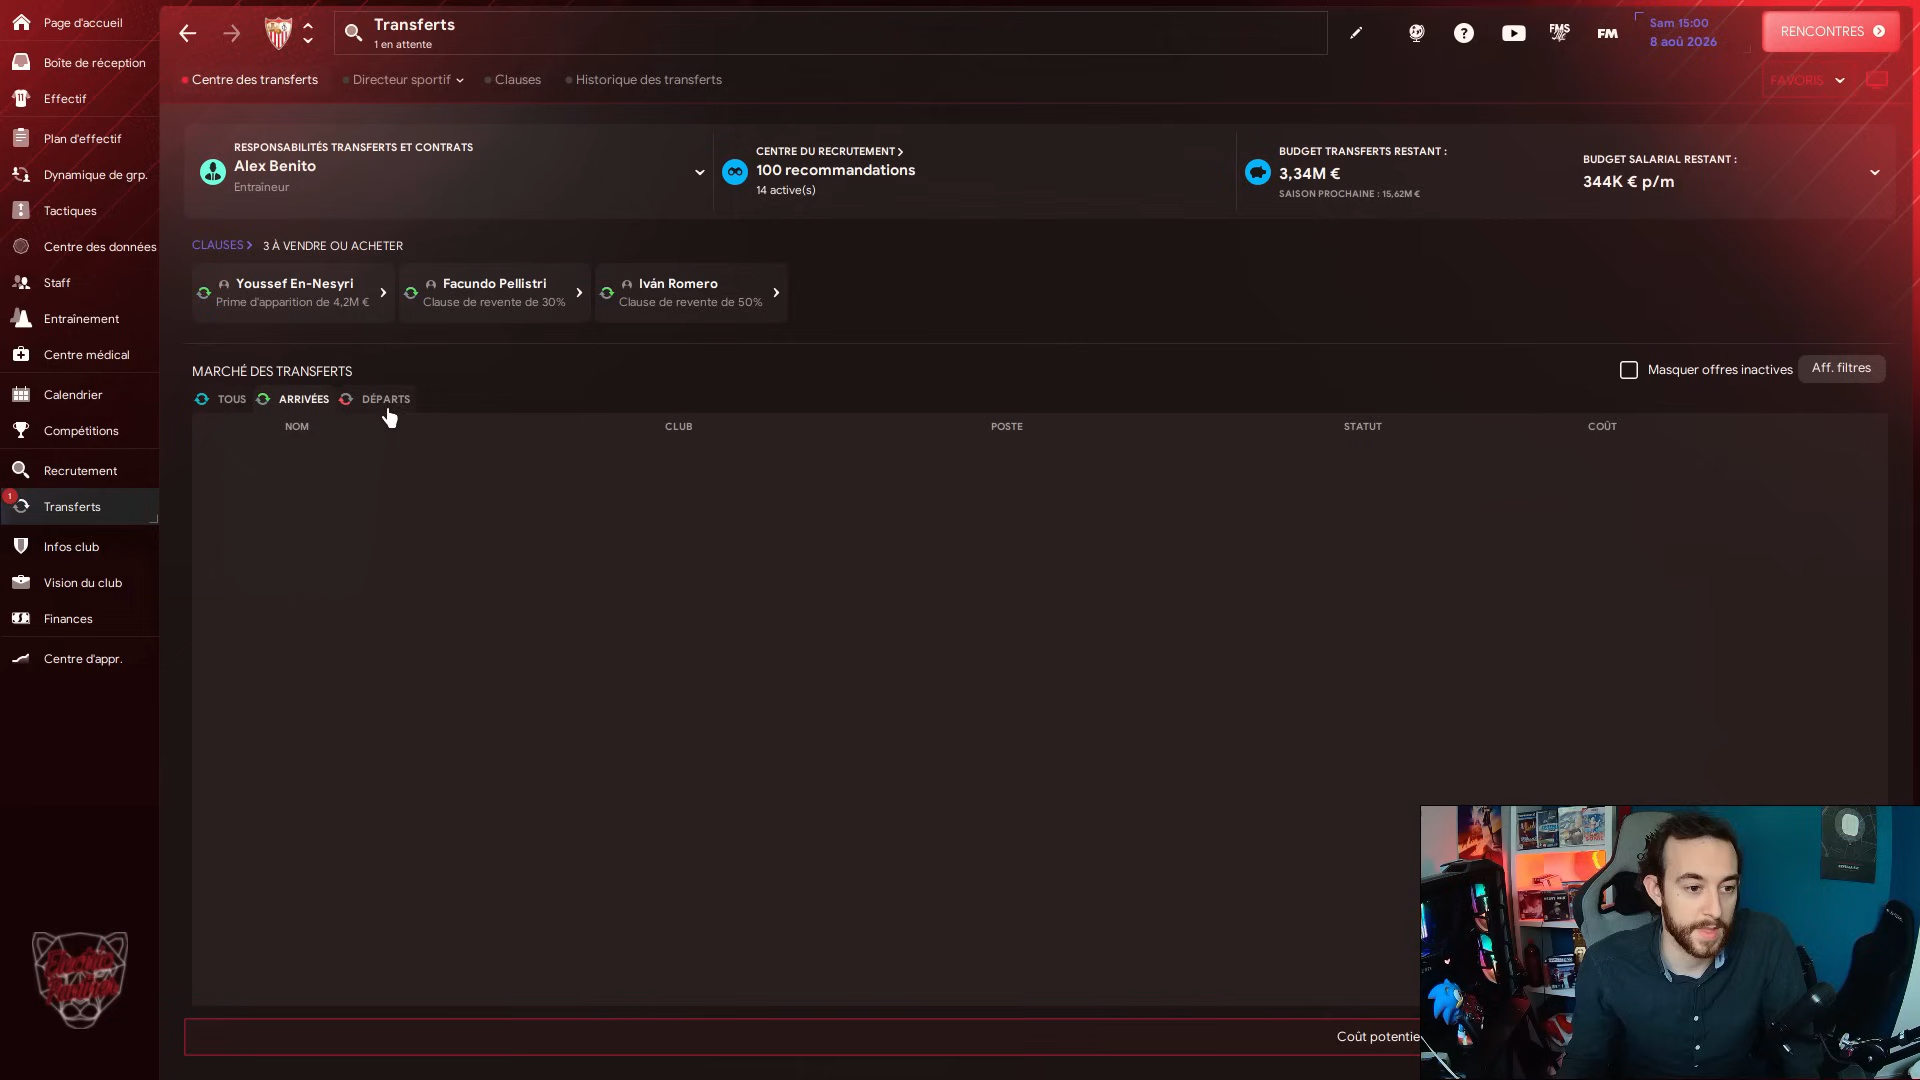 Page d'accueil
Boîte de réception
Effectif
Plan d'effectif
Dynamique de grp.
Tactiques
Centre des données
Staff
Entraînement
Centre médical
Calendrier
Compétitions
Recrutement
1
Transferts
Infos club
Vision du club
Finances
Centre d'appr.
Transferts
1 en attente
FMS
FM
Sam 15:00
8 aoû 2026
RENCONTRES
Centre des transferts
Directeur sportif
Clauses
Historique des transferts
FAVORIS
RESPONSABILITÉS TRANSFERTS ET CONTRATS
Alex Benito
Entraîneur
CENTRE DU RECRUTEMENT >
100 recommandations
14 active(s)
BUDGET TRANSFERTS RESTANT :
3,34M €
SAISON PROCHAINE : 15,62M €
BUDGET SALARIAL RESTANT :
344K € p/m
CLAUSES > 3 À VENDRE OU ACHETER
Youssef En-Nesyri
Prime d'apparition de 4,2M €
Facundo Pellistri
Clause de revente de 30%
Iván Romero
Clause de revente de 50%
MARCHÉ DES TRANSFERTS
Masquer offres inactives
Aff. filtres
TOUS
ARRIVÉES
DÉPARTS
NOM
CLUB
POSTE
STATUT
COÛT
Coût potentie